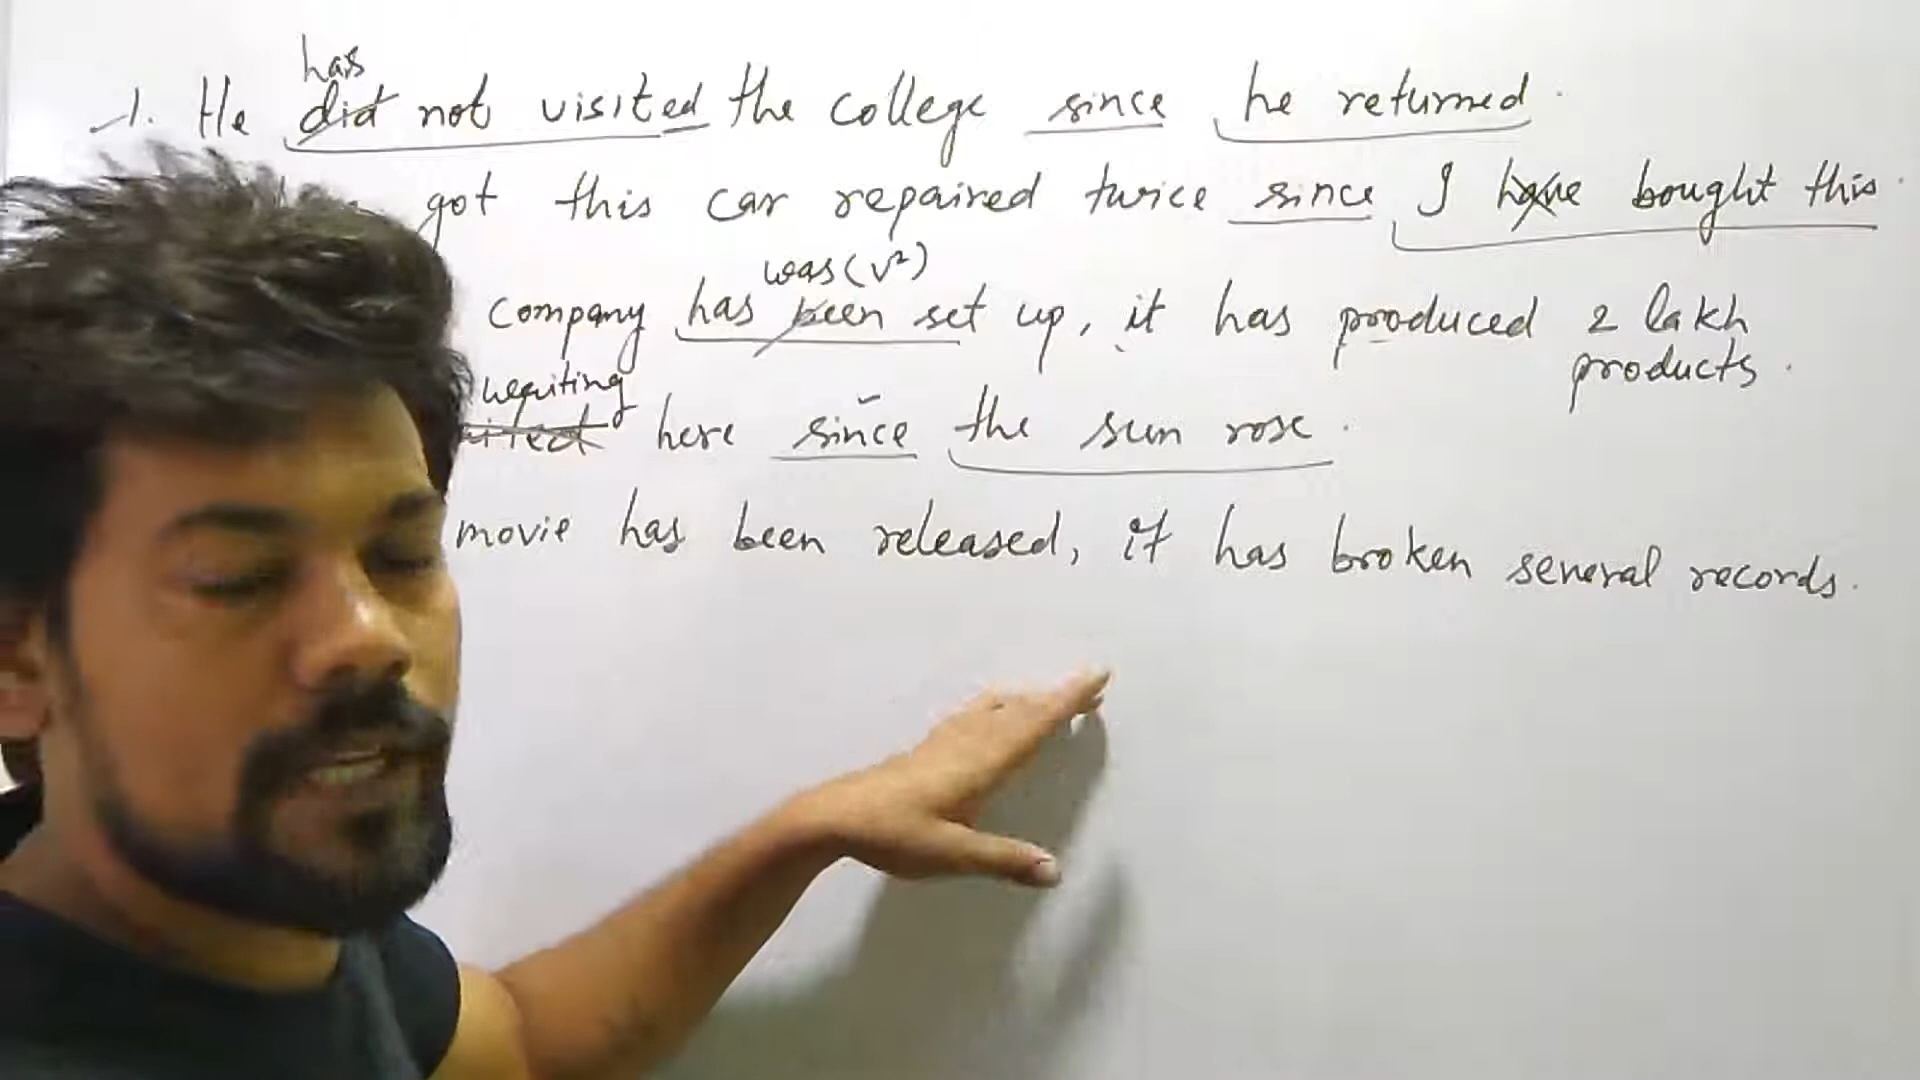 has
1. He did not visited the college since he returned.
got this car repaired twice since I have bought this.
was (v²)
company has been set up, it has produced 2 lakh
products.
waiting
here since the sun rose.
movie has been released, it has broken several records.